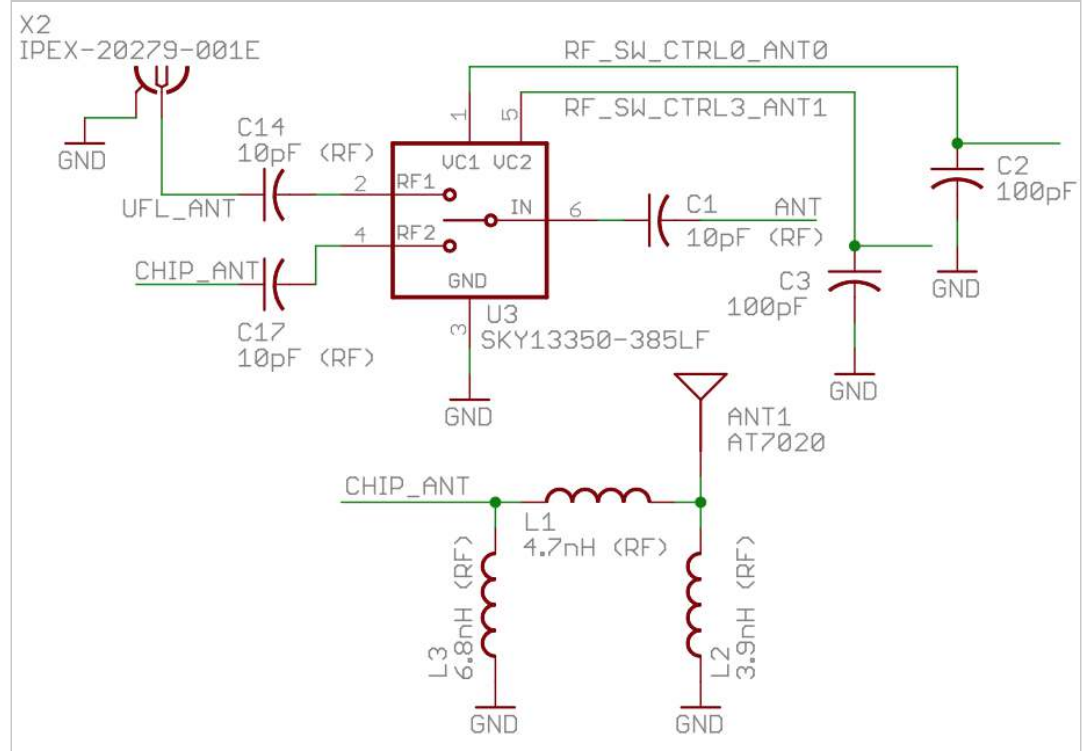 X2
IPEX-20279-001E
RF_SW_CTRL0_ANT0
RF_SW_CTRL3_ANT1
GND
C14
10pF (RF)
1
5
VC1 VC2
C2
100pF
2
RF1
UFL_ANT
IN
6
C1
ANT
10pF (RF)
4
RF2
CHIP_ANT
GND
C3
100pF
GND
C17
10pF (RF)
3
U3
SKY13350-385LF
GND
GND
ANT1
AT7020
CHIP_ANT
L1
4.7nH (RF)
L3
6.8nH (RF)
L2
3.9nH (RF)
GND
GND